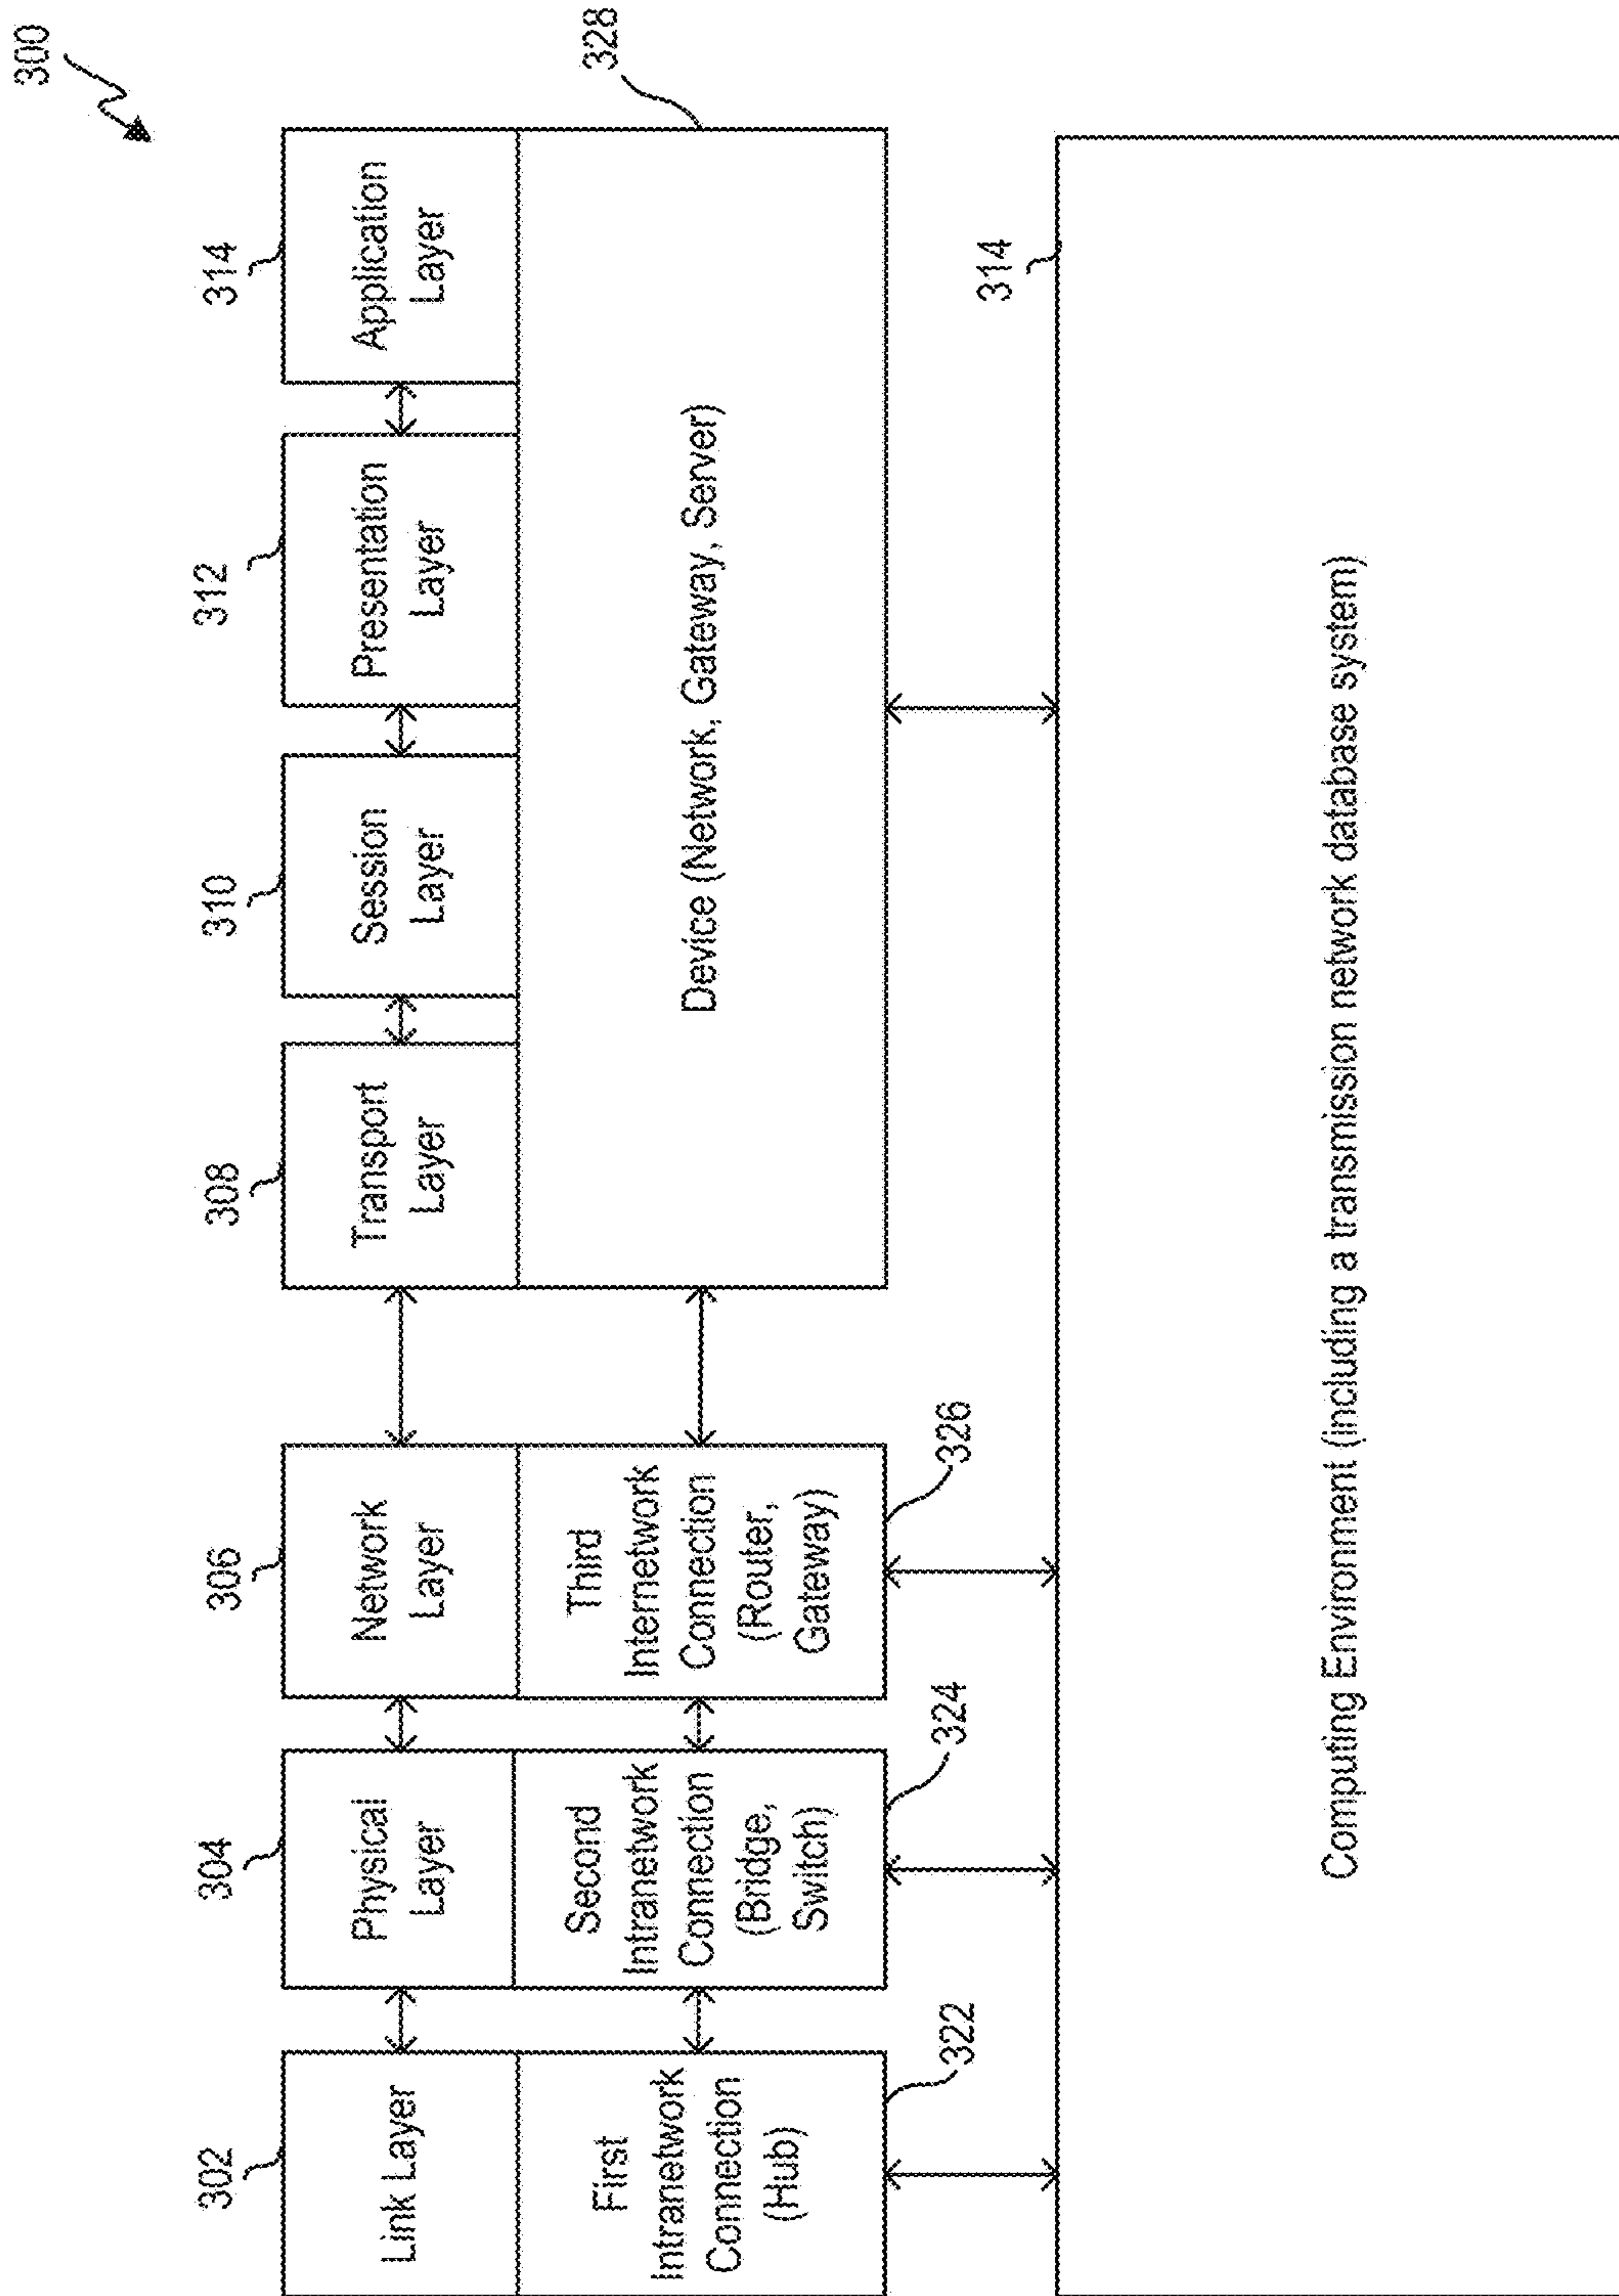 300
302
304
306
308
310
312
314
Link Layer
Physical
Layer
Network
Layer
Transport
Layer
Session
Layer
Presentation
Layer
Application
Layer
First
Intranetwork
Connection
(Hub)
Second
Intranetwork
Connection
(Bridge,
Switch)
Third
Internetwork
Connection
(Router,
Gateway)
Device (Network, Gateway, Server)
328
322
324
326
314
Computing Environment (including a transmission network database system)